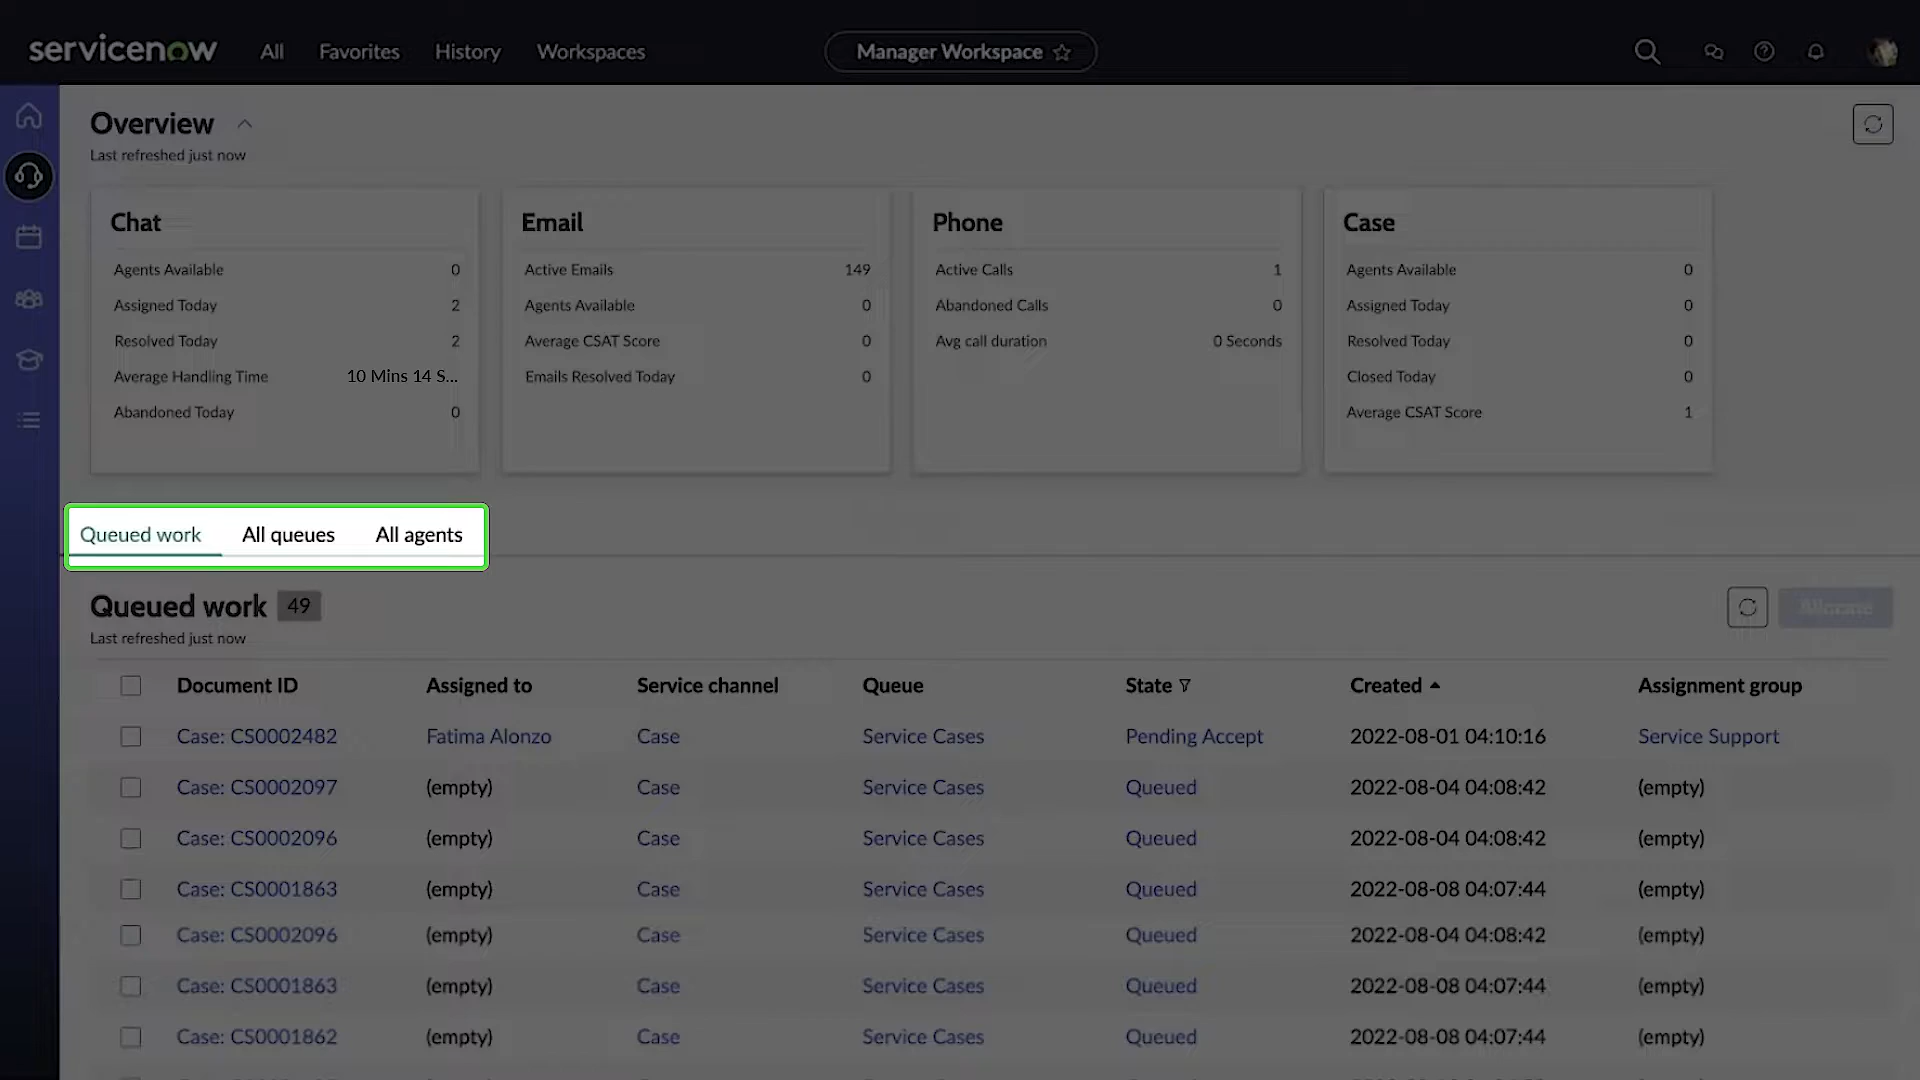 servicenow All Favorites History Workspaces Manager Workspace
Overview
Last refreshed just now
Chat
Agents Available 0
Assigned Today 2
Resolved Today 2
Average Handling Time 10 Mins 14 S...
Abandoned Today 0
Email
Active Emails 149
Agents Available 0
Average CSAT Score 0
Emails Resolved Today 0
Phone
Active Calls 1
Abandoned Calls 0
Avg call duration 0 Seconds
Case
Agents Available 0
Assigned Today 0
Resolved Today 0
Closed Today 0
Average CSAT Score 1
Queued work All queues All agents
Queued work 49
Last refreshed just now
Allocate
Document ID Assigned to Service channel Queue State Created Assignment group
Case: CS0002482 Fatima Alonzo Case Service Cases Pending Accept 2022-08-01 04:10:16 Service Support
Case: CS0002097 (empty) Case Service Cases Queued 2022-08-04 04:08:42 (empty)
Case: CS0002096 (empty) Case Service Cases Queued 2022-08-04 04:08:42 (empty)
Case: CS0001863 (empty) Case Service Cases Queued 2022-08-08 04:07:44 (empty)
Case: CS0002096 (empty) Case Service Cases Queued 2022-08-04 04:08:42 (empty)
Case: CS0001863 (empty) Case Service Cases Queued 2022-08-08 04:07:44 (empty)
Case: CS0001862 (empty) Case Service Cases Queued 2022-08-08 04:07:44 (empty)